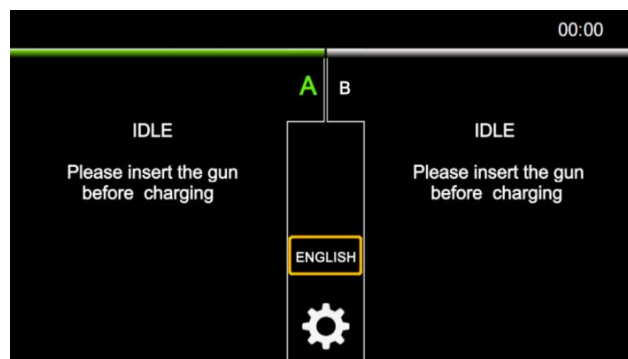 00:00
A
B
IDLE
Please insert the gun
before charging
IDLE
Please insert the gun
before charging
ENGLISH